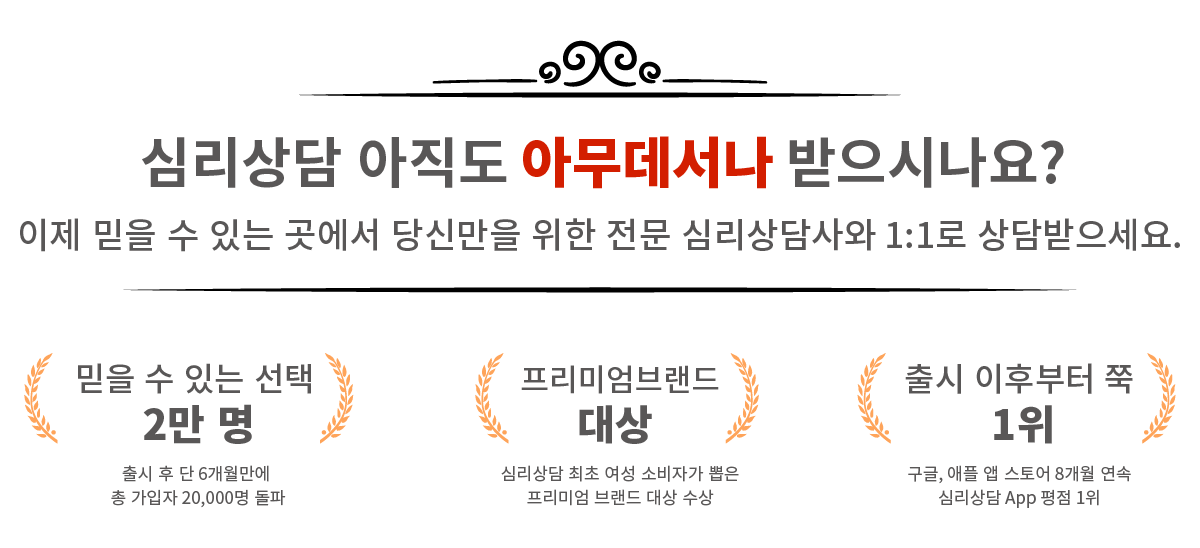 심리상담 아직도 아무데서나 받으시나요?
이제 믿을 수 있는 곳에서 당신만을 위한 전문 심리상담사와 1:1로 상담받으세요.
믿을 수 있는 선택
2만 명
출시 후 단 6개월만에
총 가입자 20,000명 돌파
프리미엄브랜드
대상
심리상담 최초 여성 소비자가 뽑은
프리미엄 브랜드 대상 수상
출시 이후부터 쭉
1위
구글, 애플 앱 스토어 8개월 연속
심리상담 App 평점 1위